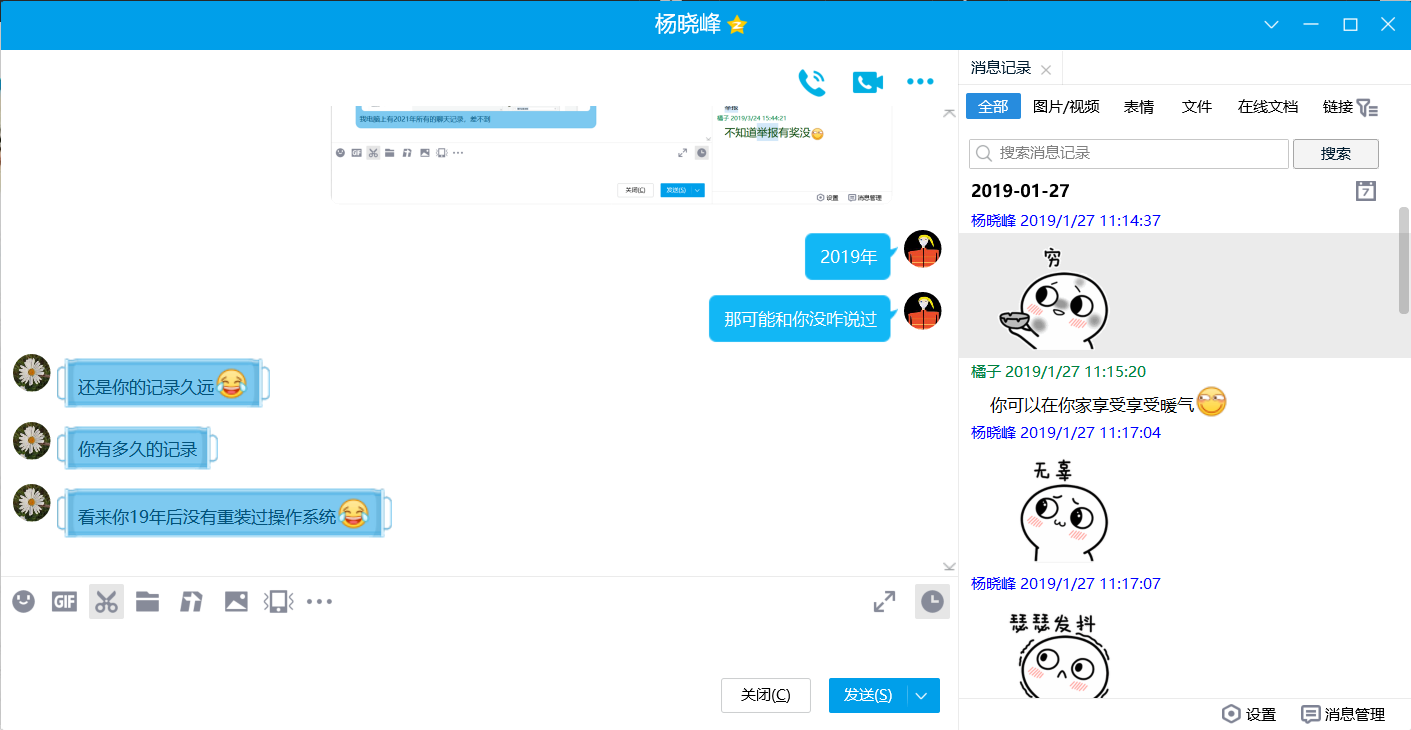 杨晓峰
我电脑上有2021年所有的聊天记录，差不到
关闭(C)
发送(S)
举报
橘子 2019/3/24 15:44:21
不知道举报有奖没
设置
消息管理
2019年
那可能和你没咋说过
还是你的记录久远
你有多久的记录
看来你19年后没有重装过操作系统
GIF
关闭(C)
发送(S)
消息记录
全部
图片/视频
表情
文件
在线文档
链接
搜索消息记录
搜索
2019-01-27
7
杨晓峰 2019/1/27 11:14:37
穷
橘子 2019/1/27 11:15:20
你可以在你家享受享受暖气
杨晓峰 2019/1/27 11:17:04
无辜
杨晓峰 2019/1/27 11:17:07
瑟瑟发抖
设置
消息管理